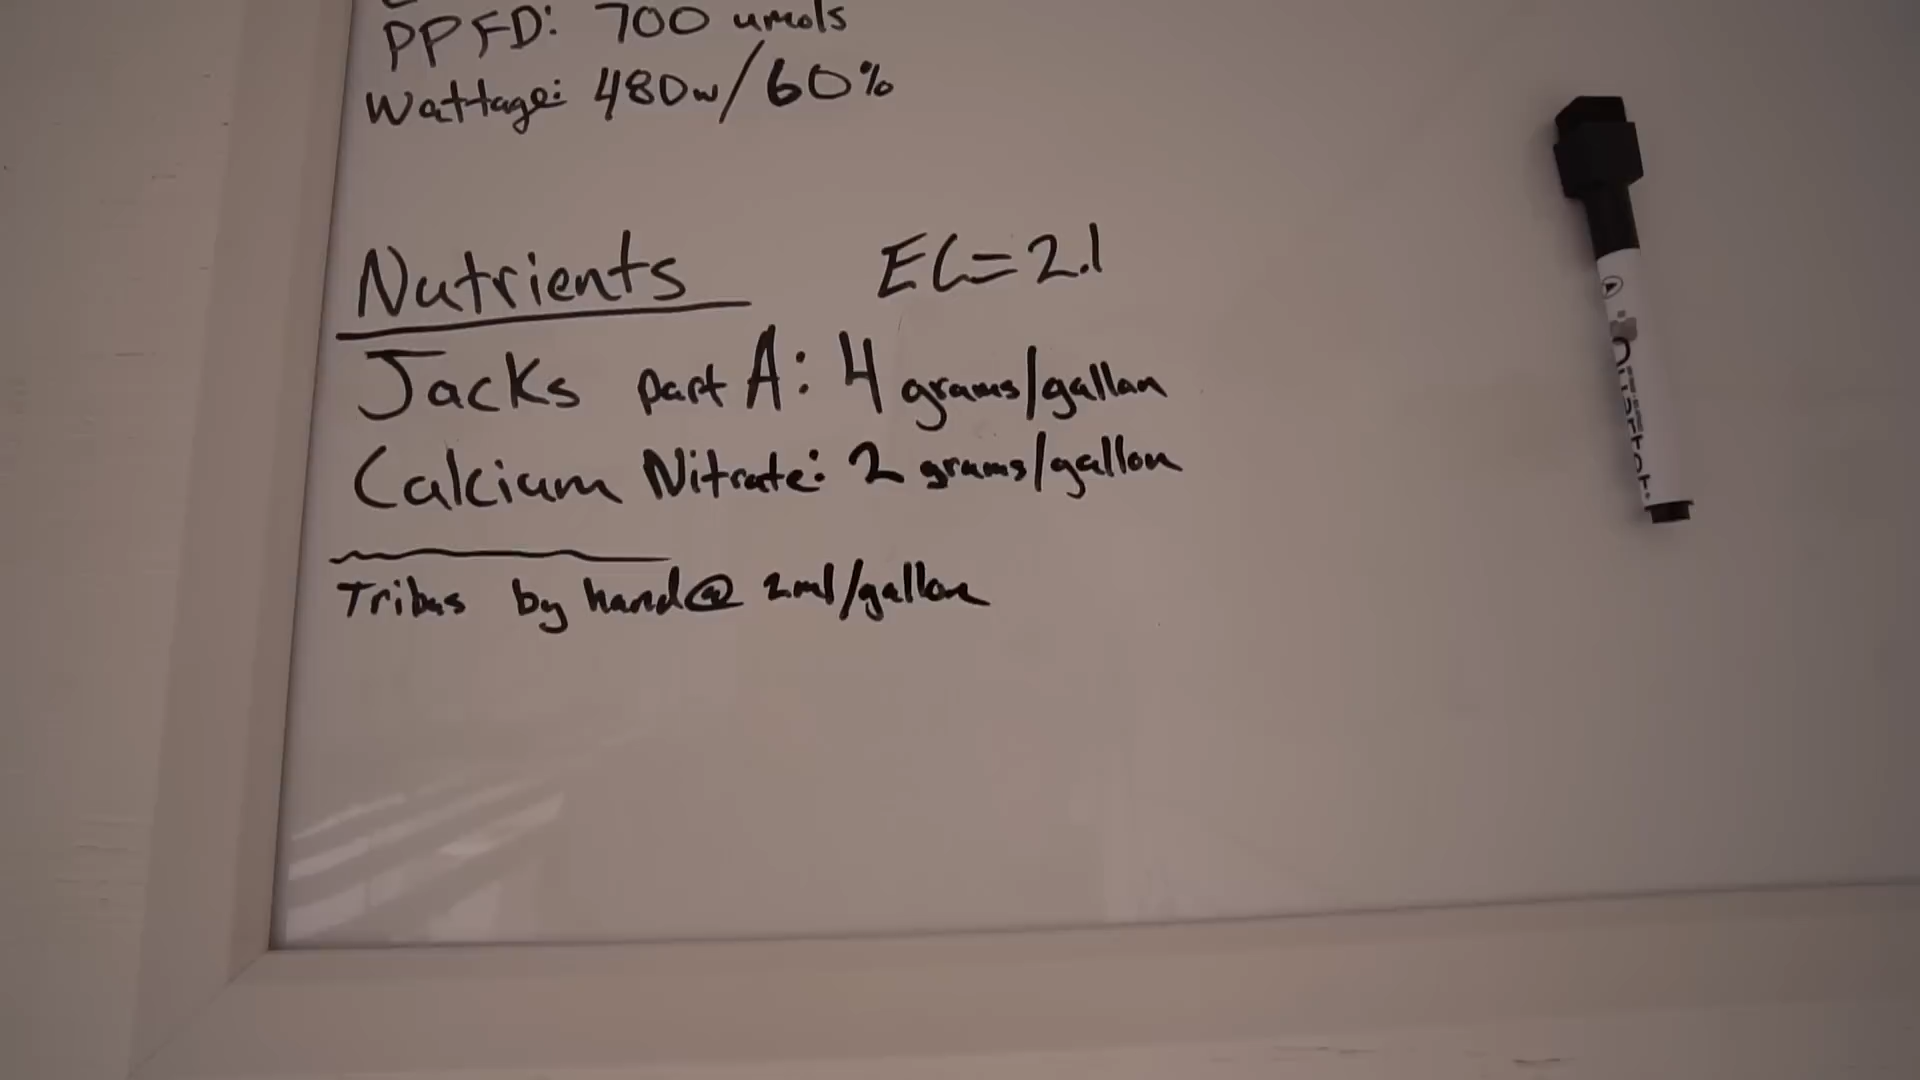 PPFD: 700 umols
Wattage: 480w/60%
Nutrients EC=2.1
Jacks part A: 4 grams/gallon
Calcium Nitrate: 2 grams/gallon
Tribus by hand@ 2ml/gallon